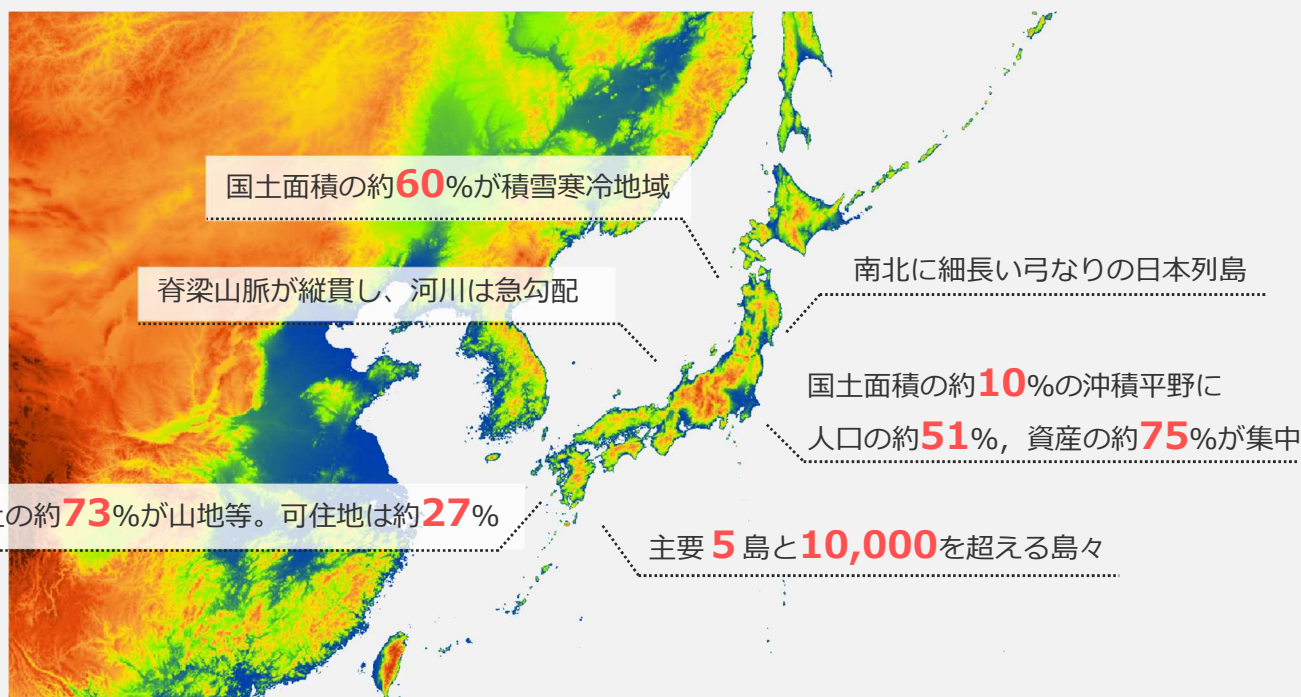 国土面積の約60%が積雪寒冷地域
脊梁山脈が縦貫し、河川は急勾配
南北に細長い弓なりの日本列島
国土面積の約10%の沖積平野に
人口の約51%，資産の約75%が集中
の約73%が山地等。可住地は約27%
主要 5 島と10,000を超える島々